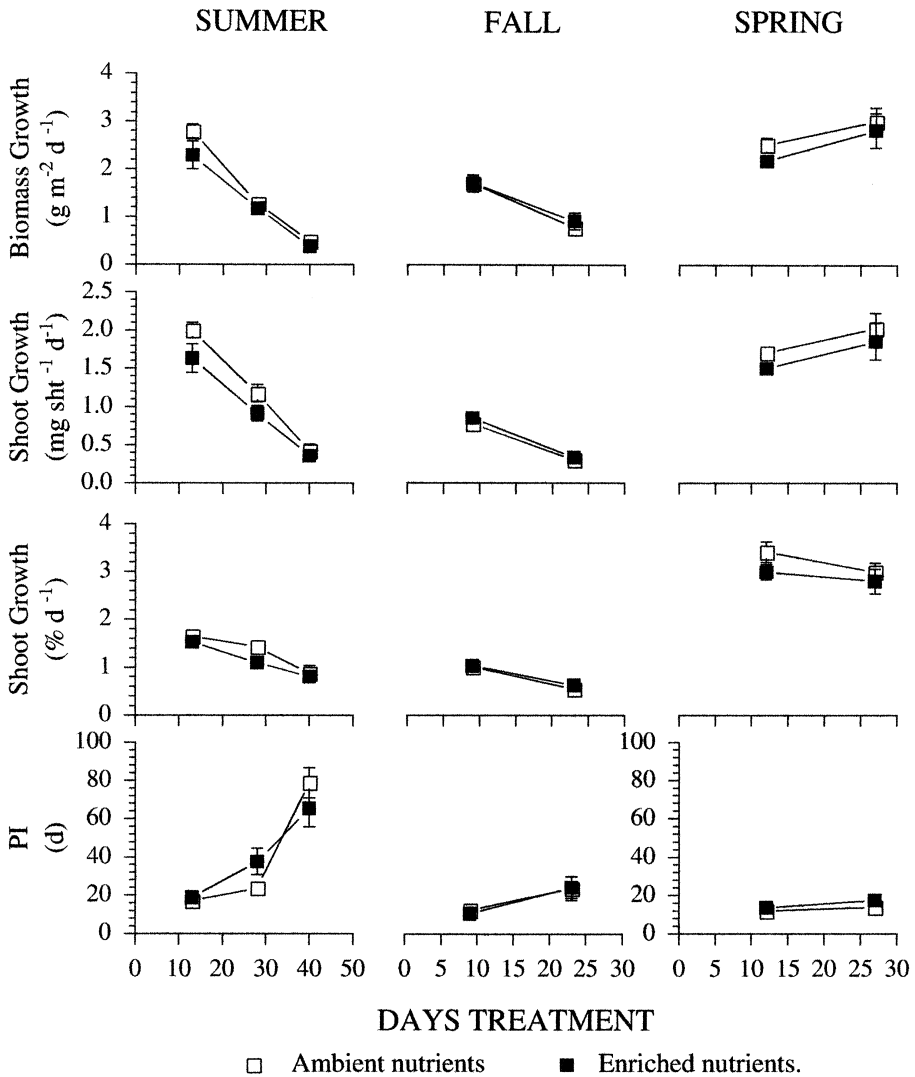 SUMMER FALL SPRING
Biomass Growth
(g m-2 d-1)
4
3
2
1
0
Shoot Growth
(mg sht-1 d-1)
2.5
2.0
1.5
1.0
0.5
0.0
Shoot Growth
(% d-1)
4
3
2
1
0
PI
(d)
100 100
80 80
60 60
40 40
20 20
0 0
0 10 20 30 40 50 0 5 10 15 20 25 30 0 5 10 15 20 25 30
DAYS TREATMENT
□ Ambient nutrients ■ Enriched nutrients.